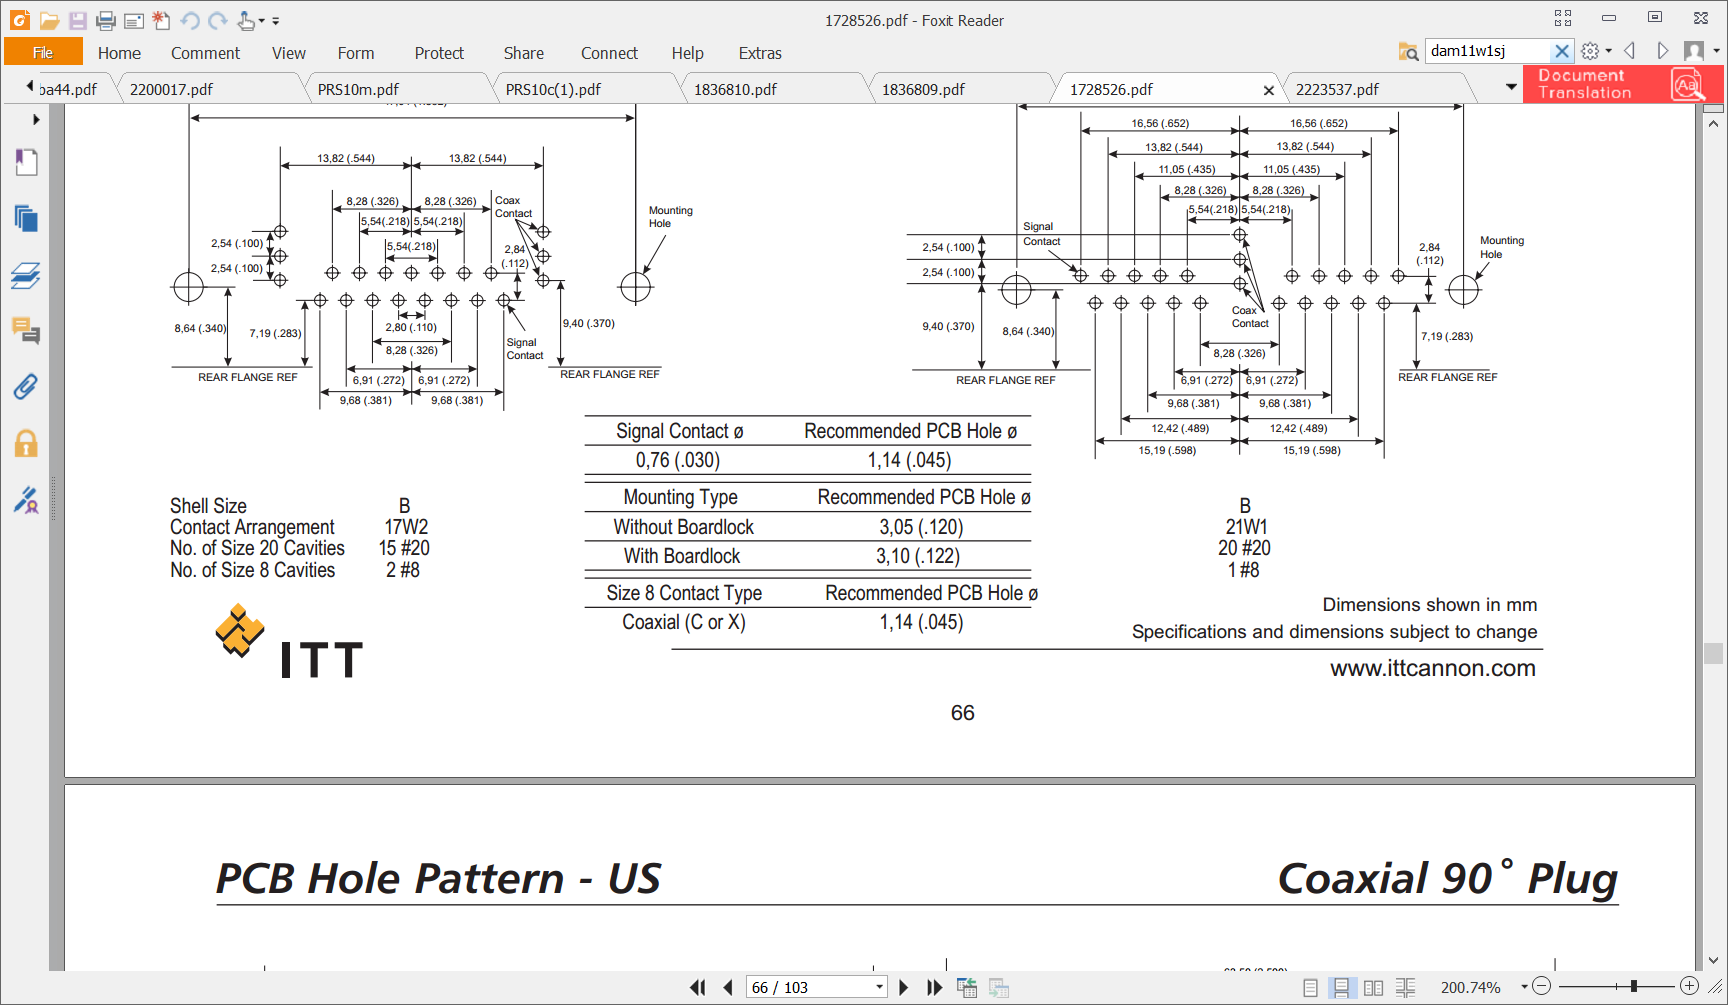 1728526.pdf - Foxit Reader
File
Home
Comment
View
Form
Protect
Share
Connect
Help
Extras
dam11w1sj
ba44.pdf
2200017.pdf
PRS10m.pdf
PRS10c(1).pdf
1836810.pdf
1836809.pdf
1728526.pdf
2223537.pdf
Document
Translation
13,82 (.544)
13,82 (.544)
8,28 (.326)
8,28 (.326)
Coax
Contact
5,54(.218)
5,54(.218)
Mounting
Hole
2,54 (.100)
5,54(.218)
2,84
(.112)
2,54 (.100)
8,64 (.340)
7,19 (.283)
2,80 (.110)
9,40 (.370)
8,28 (.326)
Signal
Contact
REAR FLANGE REF
6,91 (.272)
6,91 (.272)
REAR FLANGE REF
9,68 (.381)
9,68 (.381)
16,56 (.652)
16,56 (.652)
13,82 (.544)
13,82 (.544)
11,05 (.435)
11,05 (.435)
8,28 (.326)
8,28 (.326)
5,54(.218)
5,54(.218)
Signal
Contact
2,54 (.100)
2,84
(.112)
Mounting
Hole
2,54 (.100)
Coax
Contact
9,40 (.370)
8,64 (.340)
7,19 (.283)
8,28 (.326)
REAR FLANGE REF
6,91 (.272)
6,91 (.272)
REAR FLANGE REF
9,68 (.381)
9,68 (.381)
12,42 (.489)
12,42 (.489)
15,19 (.598)
15,19 (.598)
Signal Contact ø
Recommended PCB Hole ø
0,76 (.030)
1,14 (.045)
Mounting Type
Recommended PCB Hole ø
Without Boardlock
3,05 (.120)
With Boardlock
3,10 (.122)
Size 8 Contact Type
Recommended PCB Hole ø
Coaxial (C or X)
1,14 (.045)
Shell Size B
Contact Arrangement 17W2
No. of Size 20 Cavities 15 #20
No. of Size 8 Cavities 2 #8
B
21W1
20 #20
1 #8
ITT
Dimensions shown in mm
Specifications and dimensions subject to change
www.ittcannon.com
66
PCB Hole Pattern - US
Coaxial 90° Plug
66 / 103
200.74%